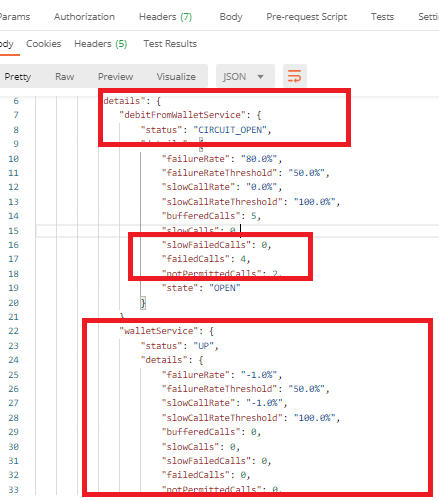 Params Authorization Headers (7) Body Pre-request Script Tests
Body Cookies Headers (5) Test Results
Pretty Raw Preview Visualize JSON
6 details": {
7 "debitFromWalletService": {
8 "status": "CIRCUIT_OPEN",
9 "details": {
10 "failureRate": "80.0%",
11 "failureRateThreshold": "50.0%",
12 "slowCallRate": "0.0%",
13 "slowCallRateThreshold": "100.0%",
14 "bufferedCalls": 5,
15 "slowCalls": 0,
16 "slowFailedCalls": 0,
17 "failedCalls": 4,
18 "notPermittedCalls": 2,
19 "state": "OPEN"
20 }
21 },
22 "walletService": {
23 "status": "UP",
24 "details": {
25 "failureRate": "-1.0%",
26 "failureRateThreshold": "50.0%",
27 "slowCallRate": "-1.0%",
28 "slowCallRateThreshold": "100.0%",
29 "bufferedCalls": 0,
30 "slowCalls": 0,
31 "slowFailedCalls": 0,
32 "failedCalls": 0,
33 "notPermittedCalls": 0,